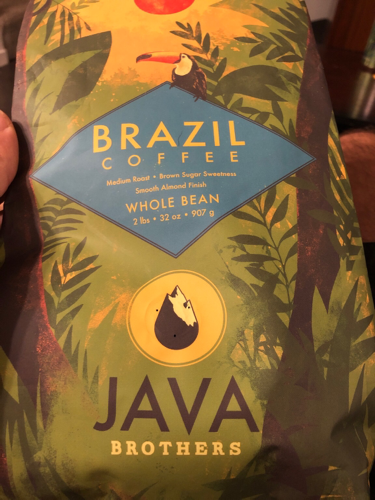 BRAZIL
COFFEE
Medium Roast • Brown Sugar Sweetness
Smooth Almond Finish
WHOLE BEAN
2 lbs • 32 oz • 907 g
JAVA
BROTHERS